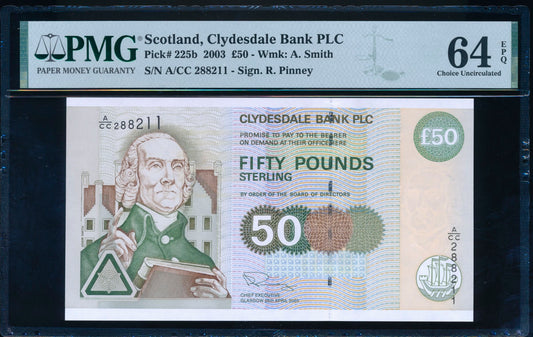 PMG
PAPER MONEY GUARANTY
Scotland, Clydesdale Bank PLC
Pick# 225b 2003 £50 - Wmk: A. Smith
S/N A/CC 288211 - Sign. R. Pinney
64 EPQ
Choice Uncirculated
A/CC 288211
CLYDESDALE BANK PLC
PROMISE TO PAY THE BEARER
ON DEMAND AT THEIR OFFICE HERE
FIFTY POUNDS
STERLING
BY ORDER OF THE BOARD OF DIRECTORS
£50
50
CHIEF EXECUTIVE
A/CC 288211